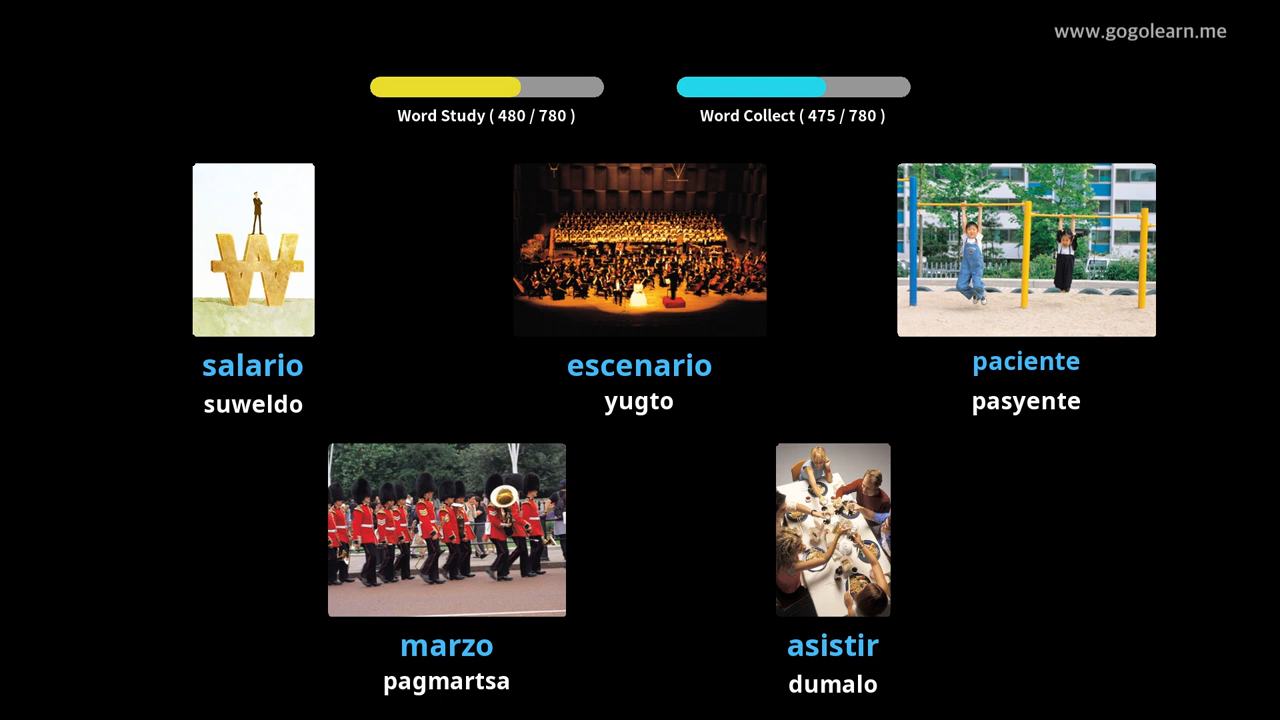 www.gogolearn.me
Word Study ( 480 / 780 )
Word Collect ( 475 / 780 )
salario
suweldo
escenario
yugto
paciente
pasyente
marzo
pagmartsa
asistir
dumalo